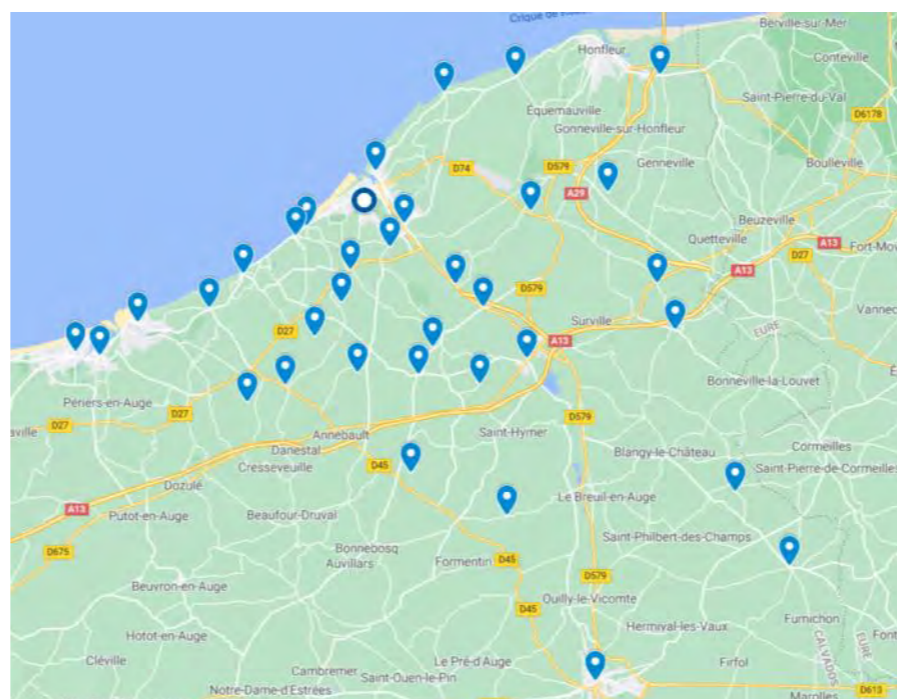 Berville-sur-Mer
Honfleur
Conteville
Équemauville
Saint-Pierre-du-Val
D6178
Gonneville-sur-Honfleur
D74
D579
Genneville
Boulleville
A29
Beuzeville
Quetteville
A13
Fort-Mov
A13
D27
D579
Vannec
D27
Surville
A13
EURE
Bonneville-la-Louvet
Périers-en-Auge
D27
D27
D579
aville
Annebault
Saint-Hymer
Cormeilles
Danestal
Blangy-le-Château
Cresseveuille
D45
Saint-Pierre-de-Cormeilles
Dozulé
Le Breuil-en-Auge
A13
Putot-en-Auge
Beaufour-Druval
Saint-Philbert-des-Champs
D675
Bonnebosq
Auvillars
Formentin
D45
D579
Beuvron-en-Auge
Ouilly-le-Vicomte
D45
Hermival-les-Vaux
Fumichon
Hotot-en-Auge
CALVADOS
EURE
Font
Cléville
Le Pré-d'Auge
Firfol
Cambremer
Saint-Ouen-le-Pin
Notre-Dame-d'Estrées
D613
Marolles